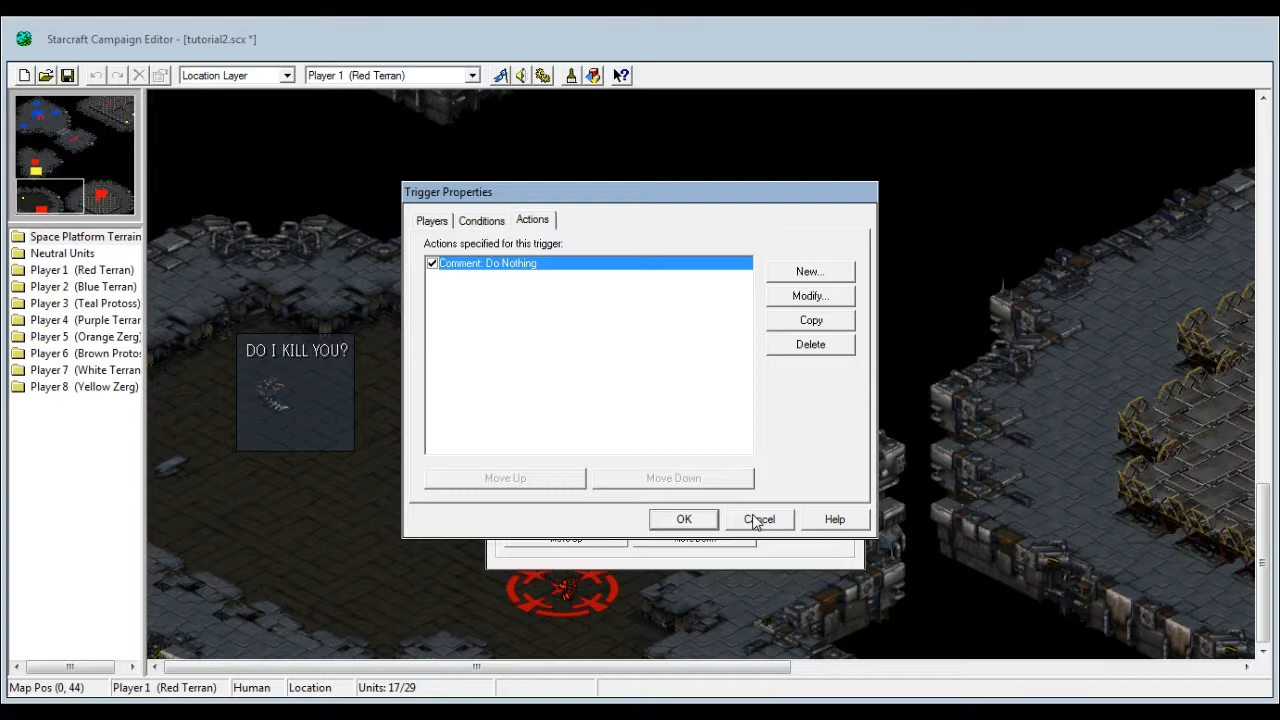 Starcraft Campaign Editor - [tutorial2.scx *]
Location Layer
Player 1 (Red Terran)
Trigger Properties
Players
Conditions
Actions
Actions specified for this trigger:
Comment: Do Nothing
New...
Modify...
Copy
Delete
Move Up
Move Down
OK
Cancel
Help
Space Platform Terrain
Neutral Units
Player 1 (Red Terran)
Player 2 (Blue Terran)
Player 3 (Teal Protoss)
Player 4 (Purple Terran
Player 5 (Orange Zerg)
Player 6 (Brown Protos
Player 7 (White Terran
Player 8 (Yellow Zerg)
DO I KILL YOU?
Move Up
Move Down
Map Pos (0, 44)
Player 1 (Red Terran)
Human
Location
Units: 17/29